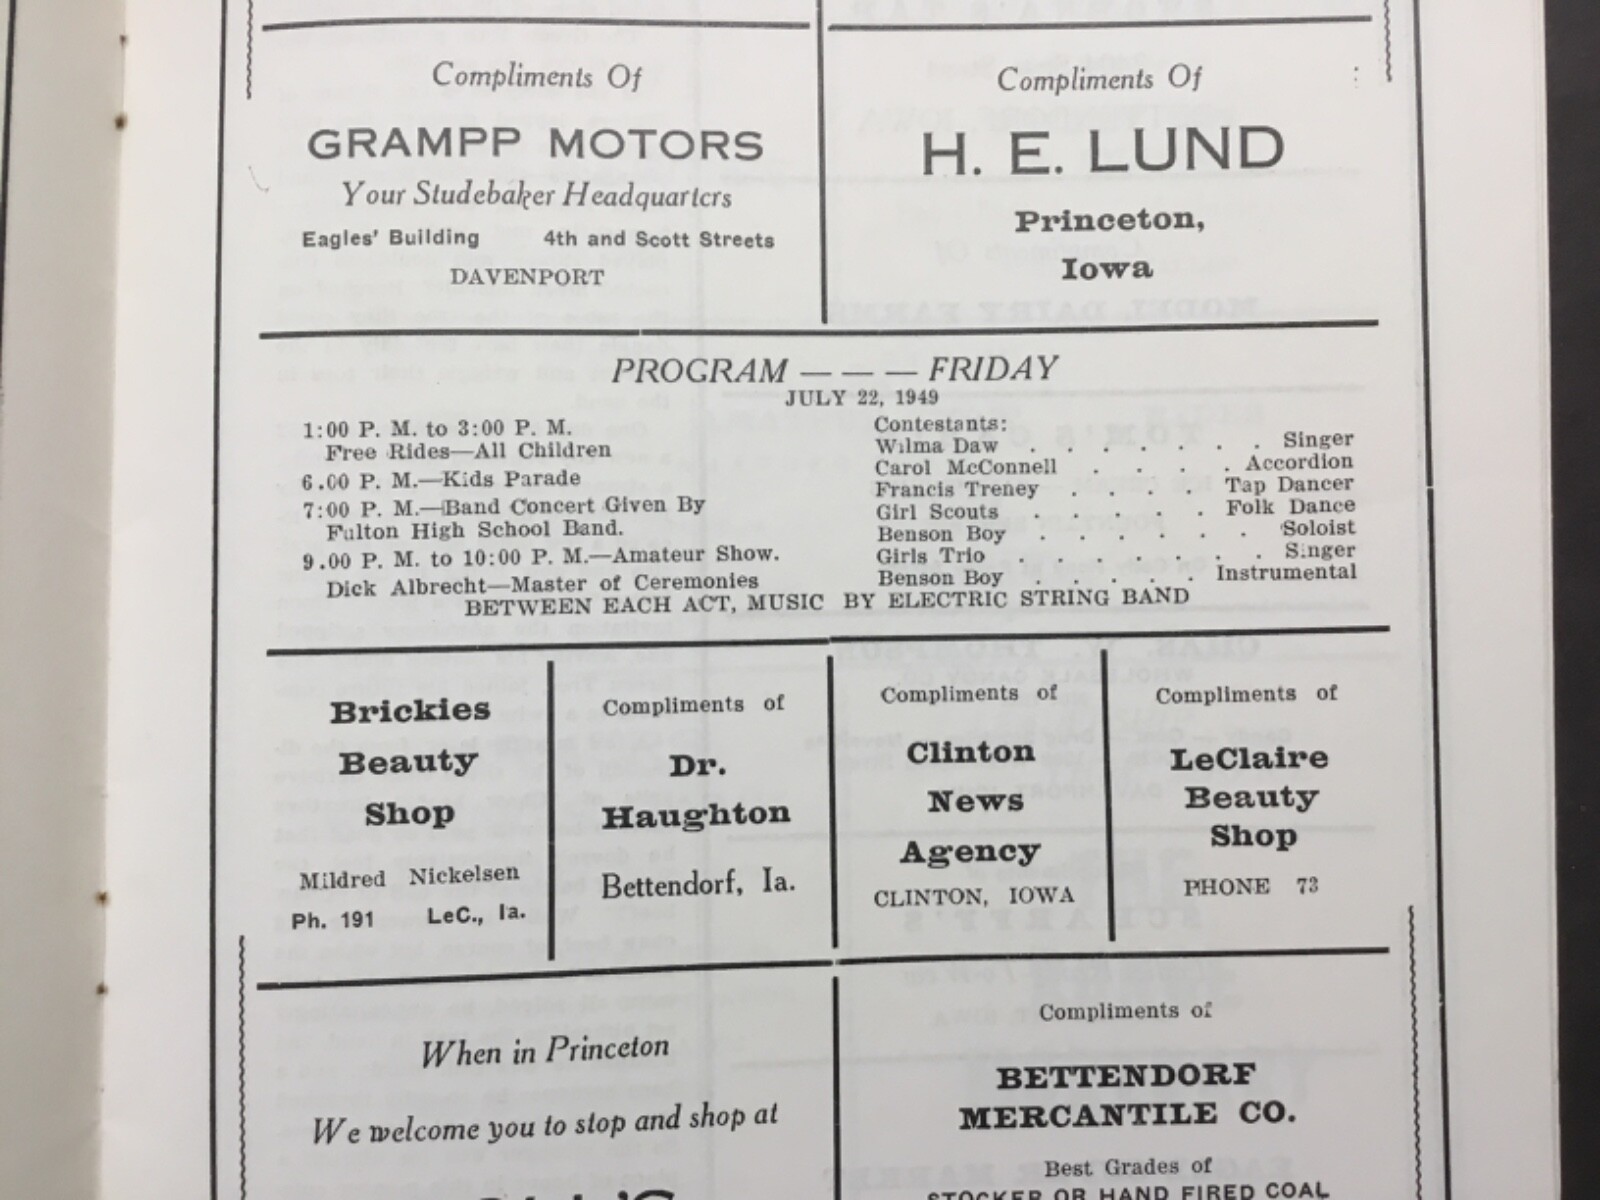 Compliments Of
GRAMPP MOTORS
Your Studebaker Headquarters
Eagles' Building 4th and Scott Streets
DAVENPORT
Compliments Of
H. E. LUND
Princeton,
Iowa
PROGRAM — — — FRIDAY
JULY 22, 1949
1:00 P. M. to 3:00 P. M.
Free Rides—All Children
6.00 P. M.—Kids Parade
7:00 P. M.—Band Concert Given By
Fulton High School Band.
9.00 P. M. to 10:00 P. M.—Amateur Show.
Dick Albrecht—Master of Ceremonies
Contestants:
Wilma Daw . . . . . . Singer
Carol McConnell . . . . Accordion
Francis Treney . . . . Tap Dancer
Girl Scouts . . . . . Folk Dance
Benson Boy . . . . . . Soloist
Girls Trio . . . . . . . Singer
Benson Boy . . . . . Instrumental
BETWEEN EACH ACT, MUSIC BY ELECTRIC STRING BAND
Brickies
Beauty
Shop
Mildred Nickelsen
Ph. 191 LeC., Ia.
Compliments of
Dr.
Haughton
Bettendorf, Ia.
Compliments of
Clinton
News
Agency
CLINTON, IOWA
Compliments of
LeClaire
Beauty
Shop
PHONE 73
When in Princeton
We welcome you to stop and shop at
Compliments of
BETTENDORF
MERCANTILE CO.
Best Grades of
STOCKER OR HAND FIRED COAL